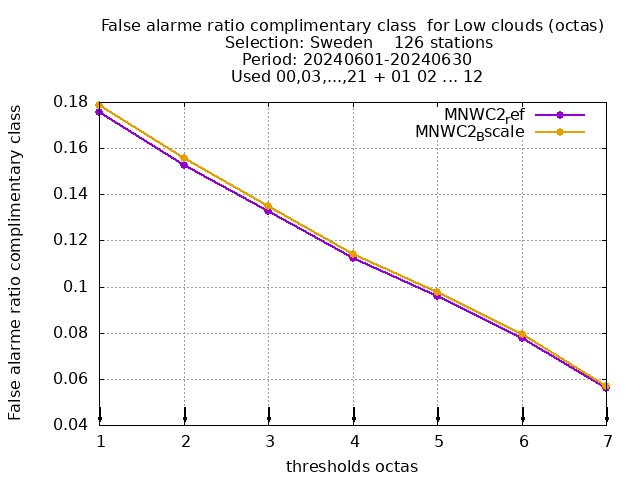 False alarme ratio complimentary class  for Low clouds (octas)
Selection: Sweden    126 stations
Period: 20240601-20240630
Used 00,03,...,21 + 01 02 ... 12
MNWC2ref
MNWC2Bscale
False alarme ratio complimentary class
0.18
0.16
0.14
0.12
0.1
0.08
0.06
0.04
1 2 3 4 5 6 7
thresholds octas